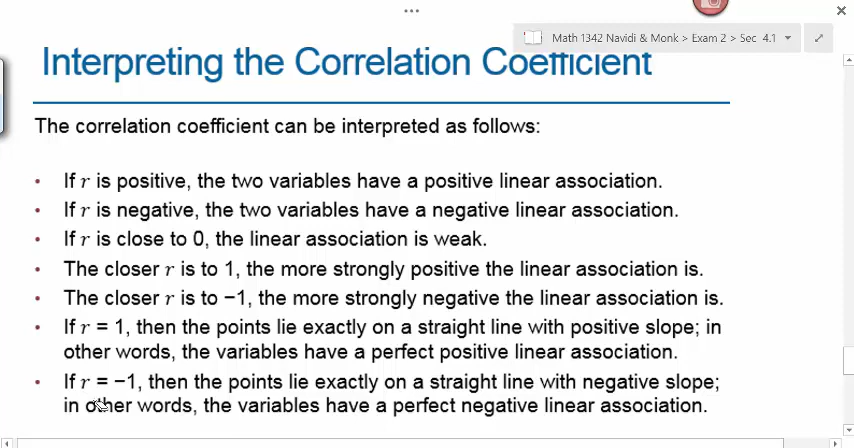 Math 1342 Navidi & Monk > Exam 2 > Sec 4.1
Interpreting the Correlation Coefficient
The correlation coefficient can be interpreted as follows:
• If r is positive, the two variables have a positive linear association.
• If r is negative, the two variables have a negative linear association.
• If r is close to 0, the linear association is weak.
• The closer r is to 1, the more strongly positive the linear association is.
• The closer r is to −1, the more strongly negative the linear association is.
• If r = 1, then the points lie exactly on a straight line with positive slope; in
other words, the variables have a perfect positive linear association.
• If r = −1, then the points lie exactly on a straight line with negative slope;
in other words, the variables have a perfect negative linear association.